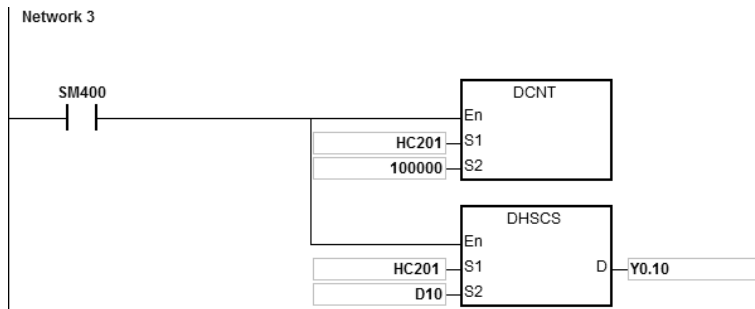 Network 3
SM400
DCNT
En
HC201 S1
100000 S2
DHSCS
En
HC201 S1 D Y0.10
D10 S2